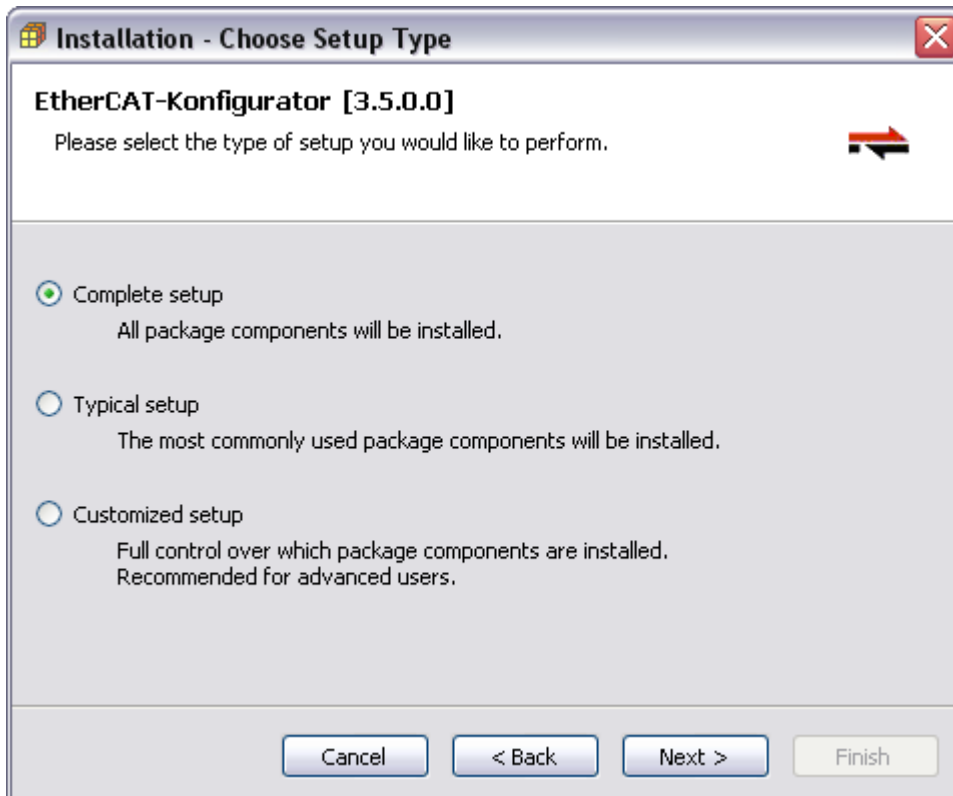 Installation - Choose Setup Type
EtherCAT-Konfigurator [3.5.0.0]
Please select the type of setup you would like to perform.
Complete setup
All package components will be installed.
Typical setup
The most commonly used package components will be installed.
Customized setup
Full control over which package components are installed.
Recommended for advanced users.
Cancel
< Back
Next >
Finish